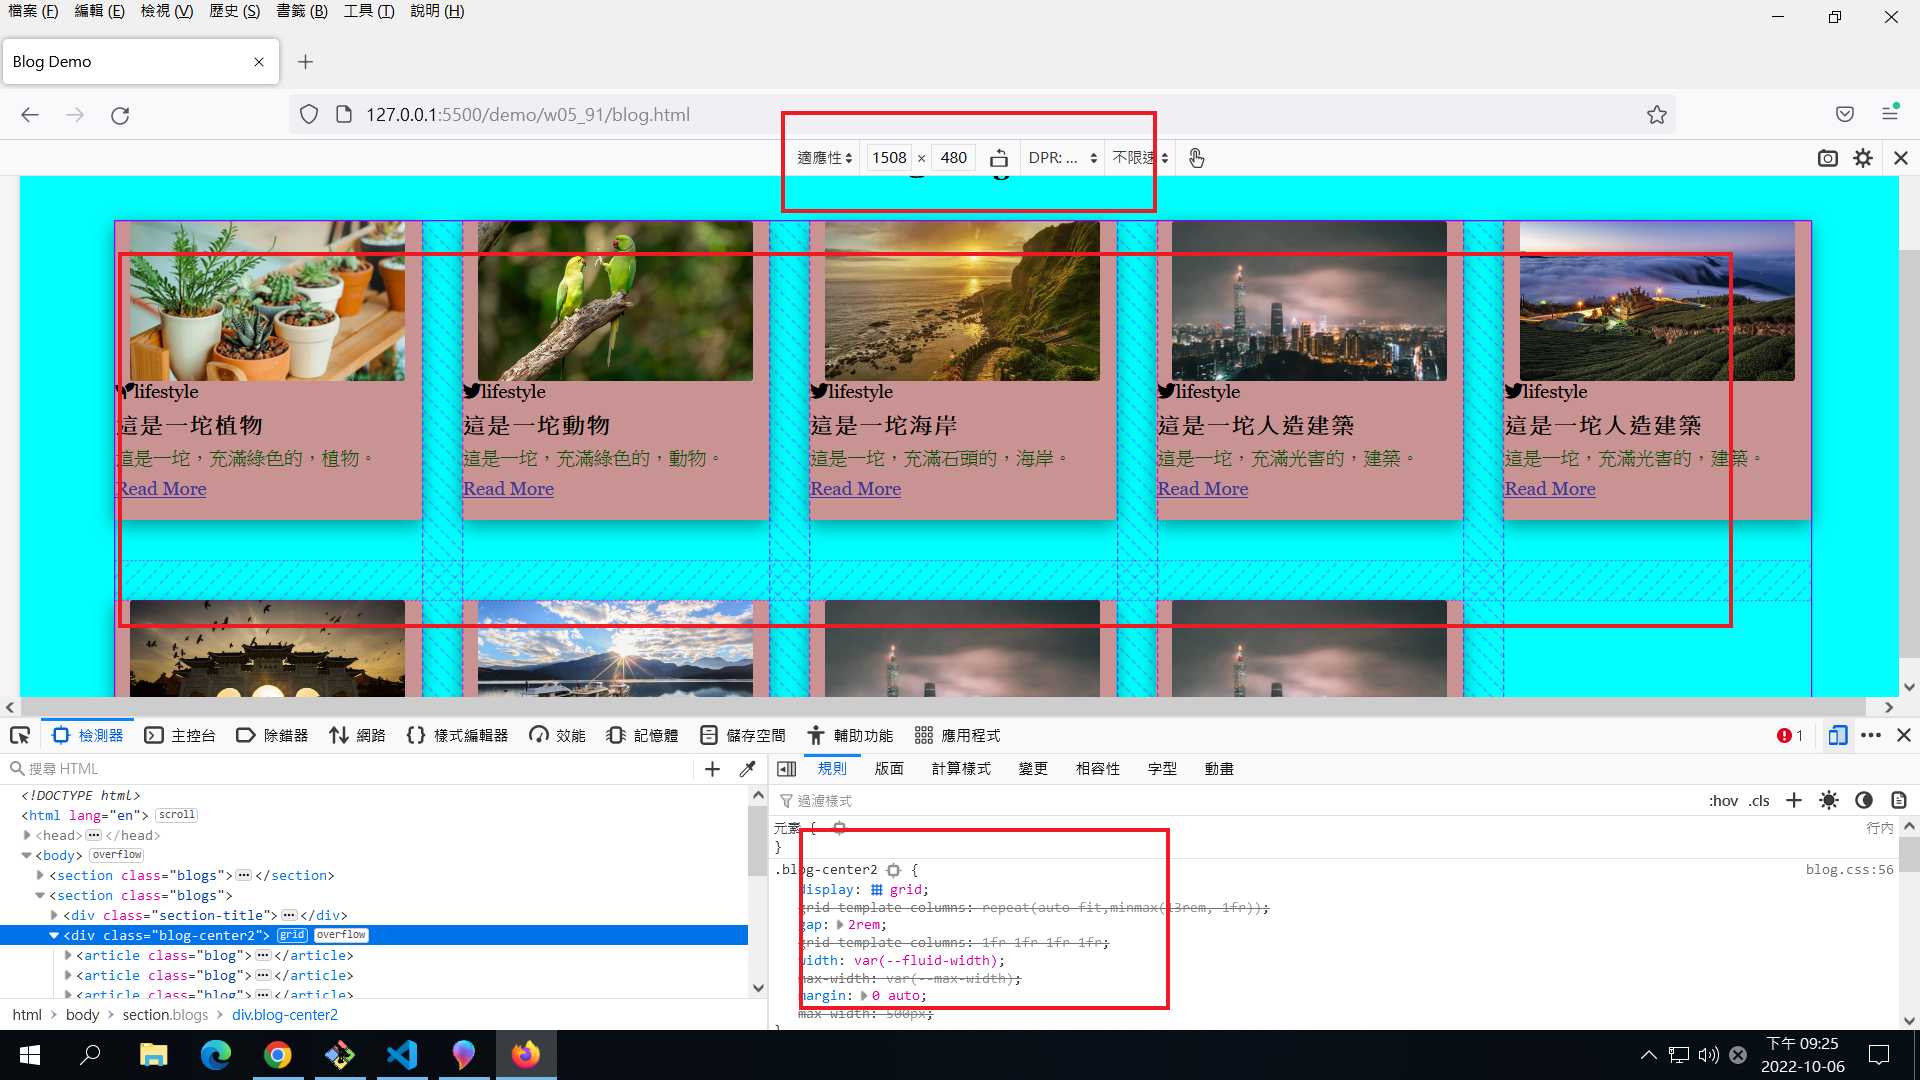 檔案 (F) 編輯 (E) 檢視 (V) 歷史 (S) 書籤 (B) 工具 (T) 說明 (H)
Blog Demo
127.0.0.1:5500/demo/w05_91/blog.html
適應性 1508 × 480 DPR: ... 不限速
lifestyle
這是一坨植物
這是一坨，充滿綠色的，植物。
Read More
lifestyle
這是一坨動物
這是一坨，充滿綠色的，動物。
Read More
lifestyle
這是一坨海岸
這是一坨，充滿石頭的，海岸。
Read More
lifestyle
這是一坨人造建築
這是一坨，充滿光害的，建築。
Read More
lifestyle
這是一坨人造建築
這是一坨，充滿光害的，建築。
Read More
檢測器 主控台 除錯器 網路 樣式編輯器 效能 記憶體 儲存空間 輔助功能 應用程式 1
搜尋 HTML
<!DOCTYPE html>
<html lang="en"> scroll
<head> ••• </head>
<body> overflow
<section class="blogs"> ••• </section>
<section class="blogs">
<div class="section-title"> ••• </div>
<div class="blog-center2"> grid overflow
<article class="blog"> ••• </article>
<article class="blog"> ••• </article>
<article class="blog"> ••• </article>
html > body > section.blogs > div.blog-center2
規則 版面 計算樣式 變更 相容性 字型 動畫
過濾樣式 :hov .cls
元素 { 行內
}
.blog-center2 { blog.css:56
display: grid;
grid-template-columns: repeat(auto-fit,minmax(13rem, 1fr));
gap: 2rem;
grid-template-columns: 1fr 1fr 1fr 1fr;
width: var(--fluid-width);
max-width: var(--max-width);
margin: 0 auto;
max-width: 500px;
}
下午 09:25
2022-10-06